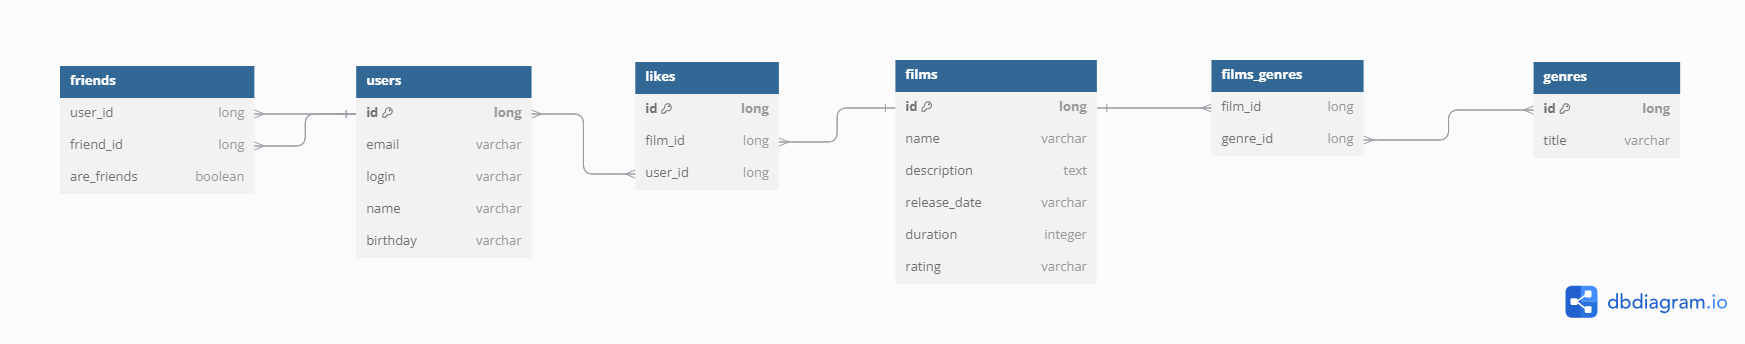 friends
user_id long
friend_id long
are_friends boolean
users
id long
email varchar
login varchar
name varchar
birthday varchar
likes
id long
film_id long
user_id long
films
id long
name varchar
description text
release_date varchar
duration integer
rating varchar
films_genres
film_id long
genre_id long
genres
id long
title varchar
dbdiagram.io